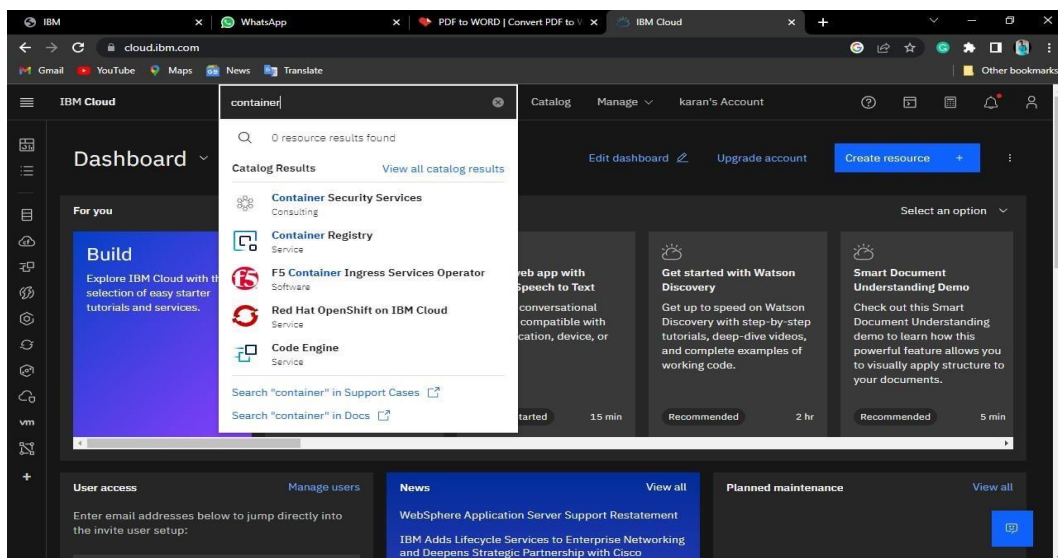 IBM
WhatsApp
PDF to WORD | Convert PDF to
IBM Cloud
cloud.ibm.com
Gmail
YouTube
Maps
News
Translate
Other bookmarks
IBM Cloud
container
Catalog
Manage
karan's Account
0 resource results found
Catalog Results
View all catalog results
Container Security Services
Consulting
Container Registry
Service
F5 Container Ingress Services Operator
Software
Red Hat OpenShift on IBM Cloud
Service
Code Engine
Service
Search "container" in Support Cases
Search "container" in Docs
Dashboard
Edit dashboard
Upgrade account
Create resource +
For you
Select an option
Build
Explore IBM Cloud with
selection of easy starter
tutorials and services.
web app with
Speech to Text
conversational
compatible with
or
15 min
Get started with Watson
Discovery
Get up to speed on Watson
Discovery with step-by-step
tutorials, deep-dive videos,
and complete examples of
working code.
Recommended
2 hr
Smart Document
Understanding Demo
Check out this Smart
Document Understanding
demo to learn how this
powerful feature allows you
to visually apply structure to
your documents.
Recommended
5 min
vm
User access
Manage users
Enter email addresses below to jump directly into
the invite user setup:
News
View all
WebSphere Application Server Support Restatement
IBM Adds Lifecycle Services to Enterprise Networking
and Deepens Strategic Partnership with Cisco
Planned maintenance
View all